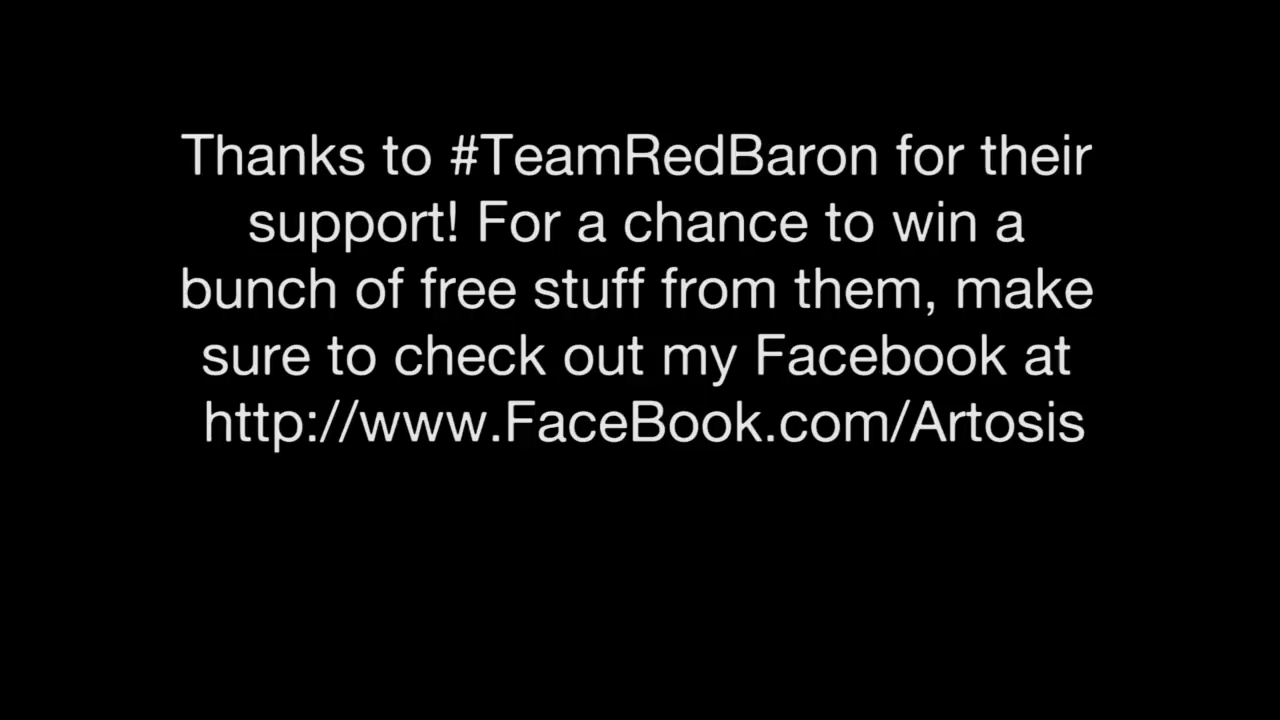 Thanks to #TeamRedBaron for their
support! For a chance to win a
bunch of free stuff from them, make
sure to check out my Facebook at
http://www.FaceBook.com/Artosis